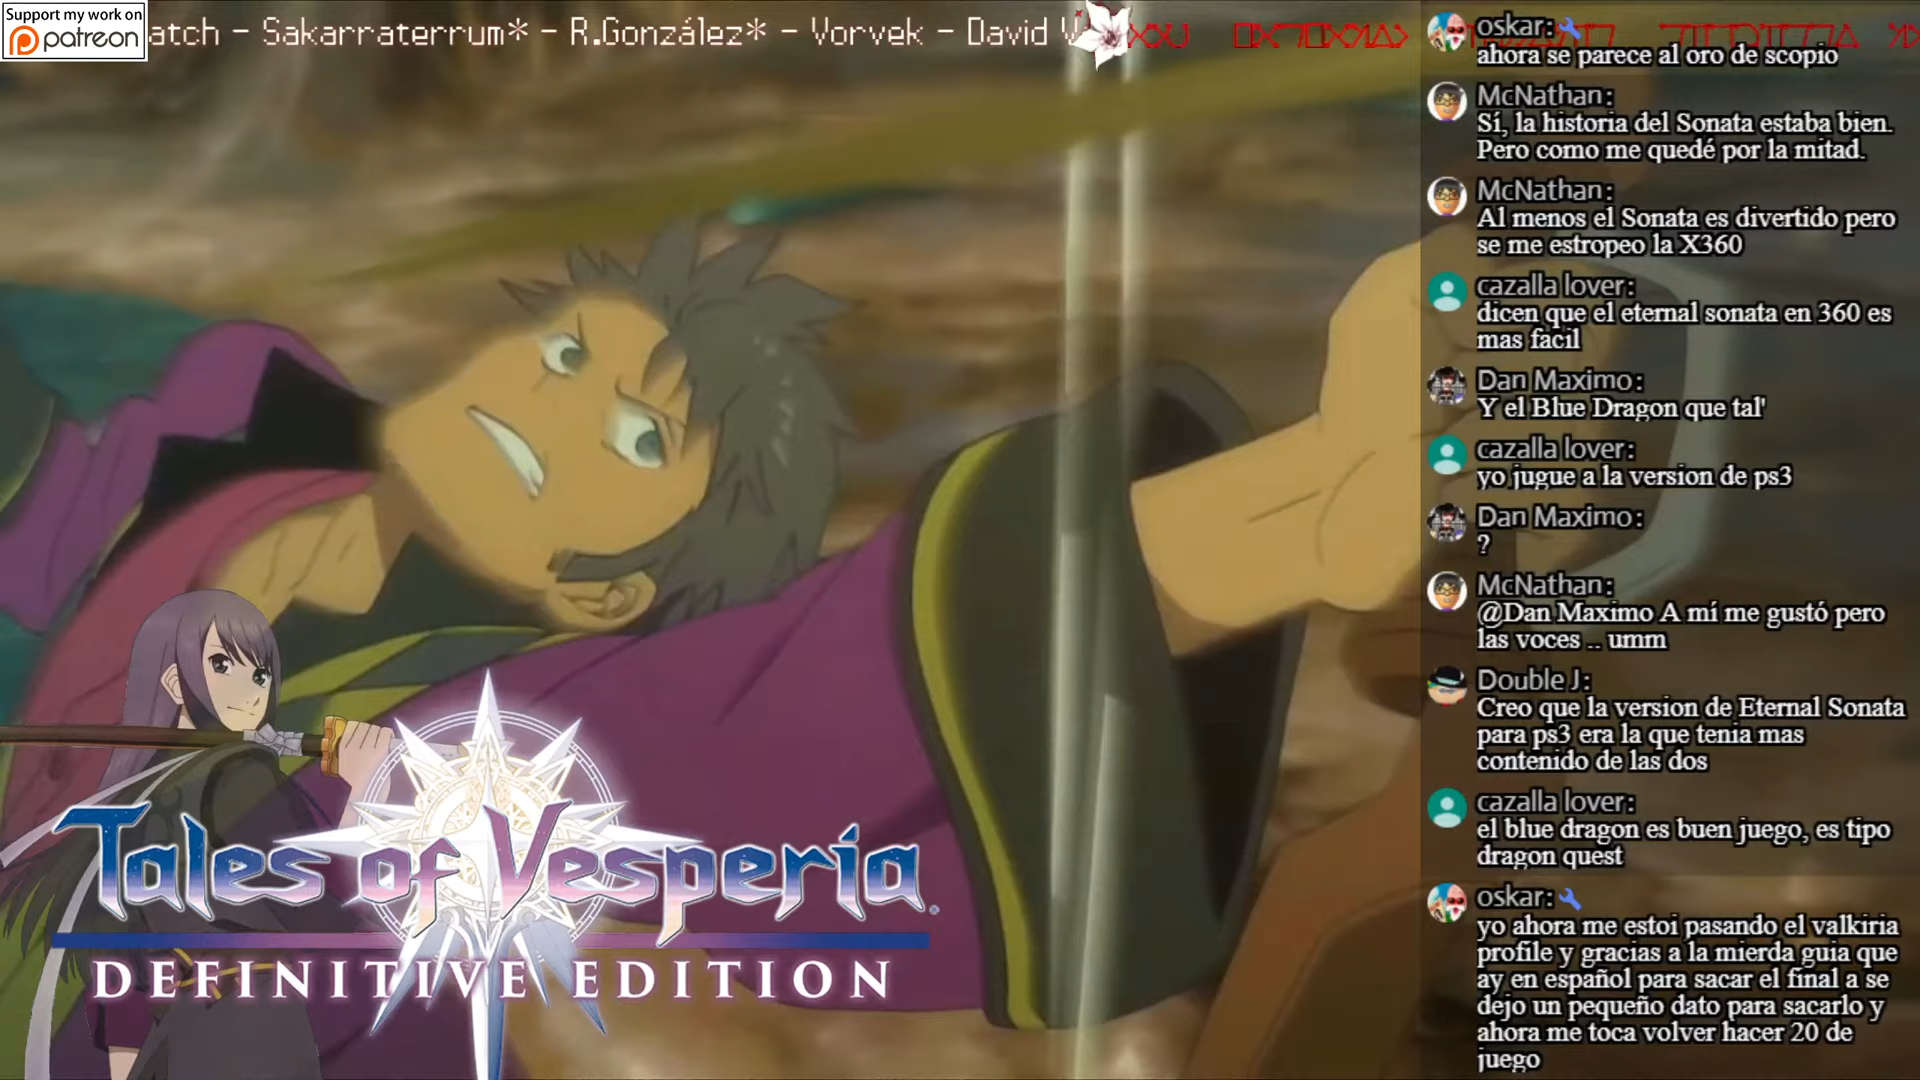 Support my work on
patreon
atch - Sakarraterrum* - R.González* - Vorvek - David V
oskar:
ahora se parece al oro de scopio
McNathan:
Sí, la historia del Sonata estaba bien.
Pero como me quedé por la mitad.
McNathan:
Al menos el Sonata es divertido pero
se me estropeo la X360
cazalla lover:
dicen que el eternal sonata en 360 es
mas facil
Dan Maximo:
Y el Blue Dragon que tal'
cazalla lover:
yo jugue a la version de ps3
Dan Maximo:
?
McNathan:
@Dan Maximo A mí me gustó pero
las voces .. umm
Double J:
Creo que la version de Eternal Sonata
para ps3 era la que tenia mas
contenido de las dos
cazalla lover:
el blue dragon es buen juego, es tipo
dragon quest
oskar:
yo ahora me estoi pasando el valkiria
profile y gracias a la mierda guia que
ay en español para sacar el final a se
dejo un pequeño dato para sacarlo y
ahora me toca volver hacer 20 de
juego
Tales of Vesperia
DEFINITIVE EDITION